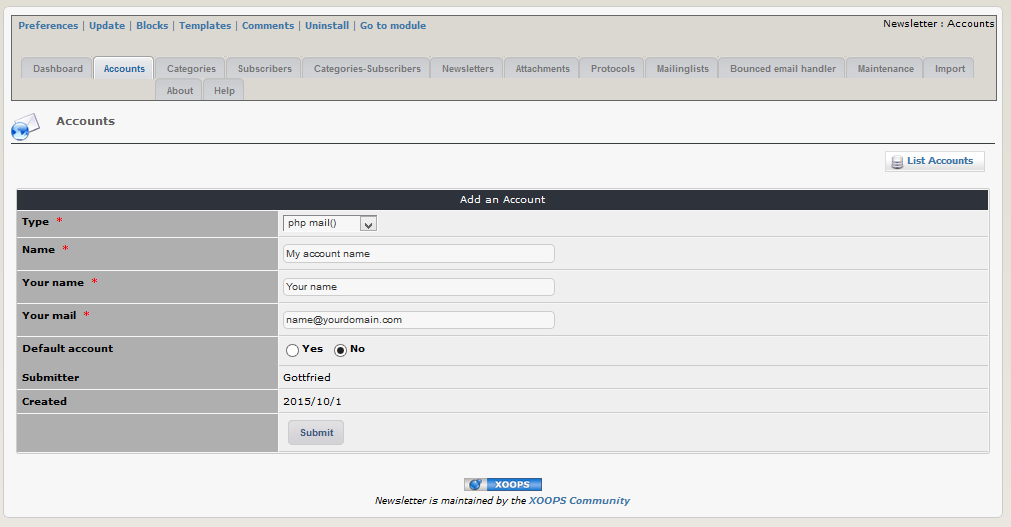 Preferences | Update | Blocks | Templates | Comments | Uninstall | Go to module
Newsletter : Accounts
Dashboard Accounts Categories Subscribers Categories-Subscribers Newsletters Attachments Protocols Mailinglists Bounced email handler Maintenance Import
About Help
Accounts
List Accounts
Add an Account
Type * php mail()
Name * My account name
Your name * Your name
Your mail * name@yourdomain.com
Default account Yes No
Submitter Gottfried
Created 2015/10/1
Submit
XOOPS
Newsletter is maintained by the XOOPS Community